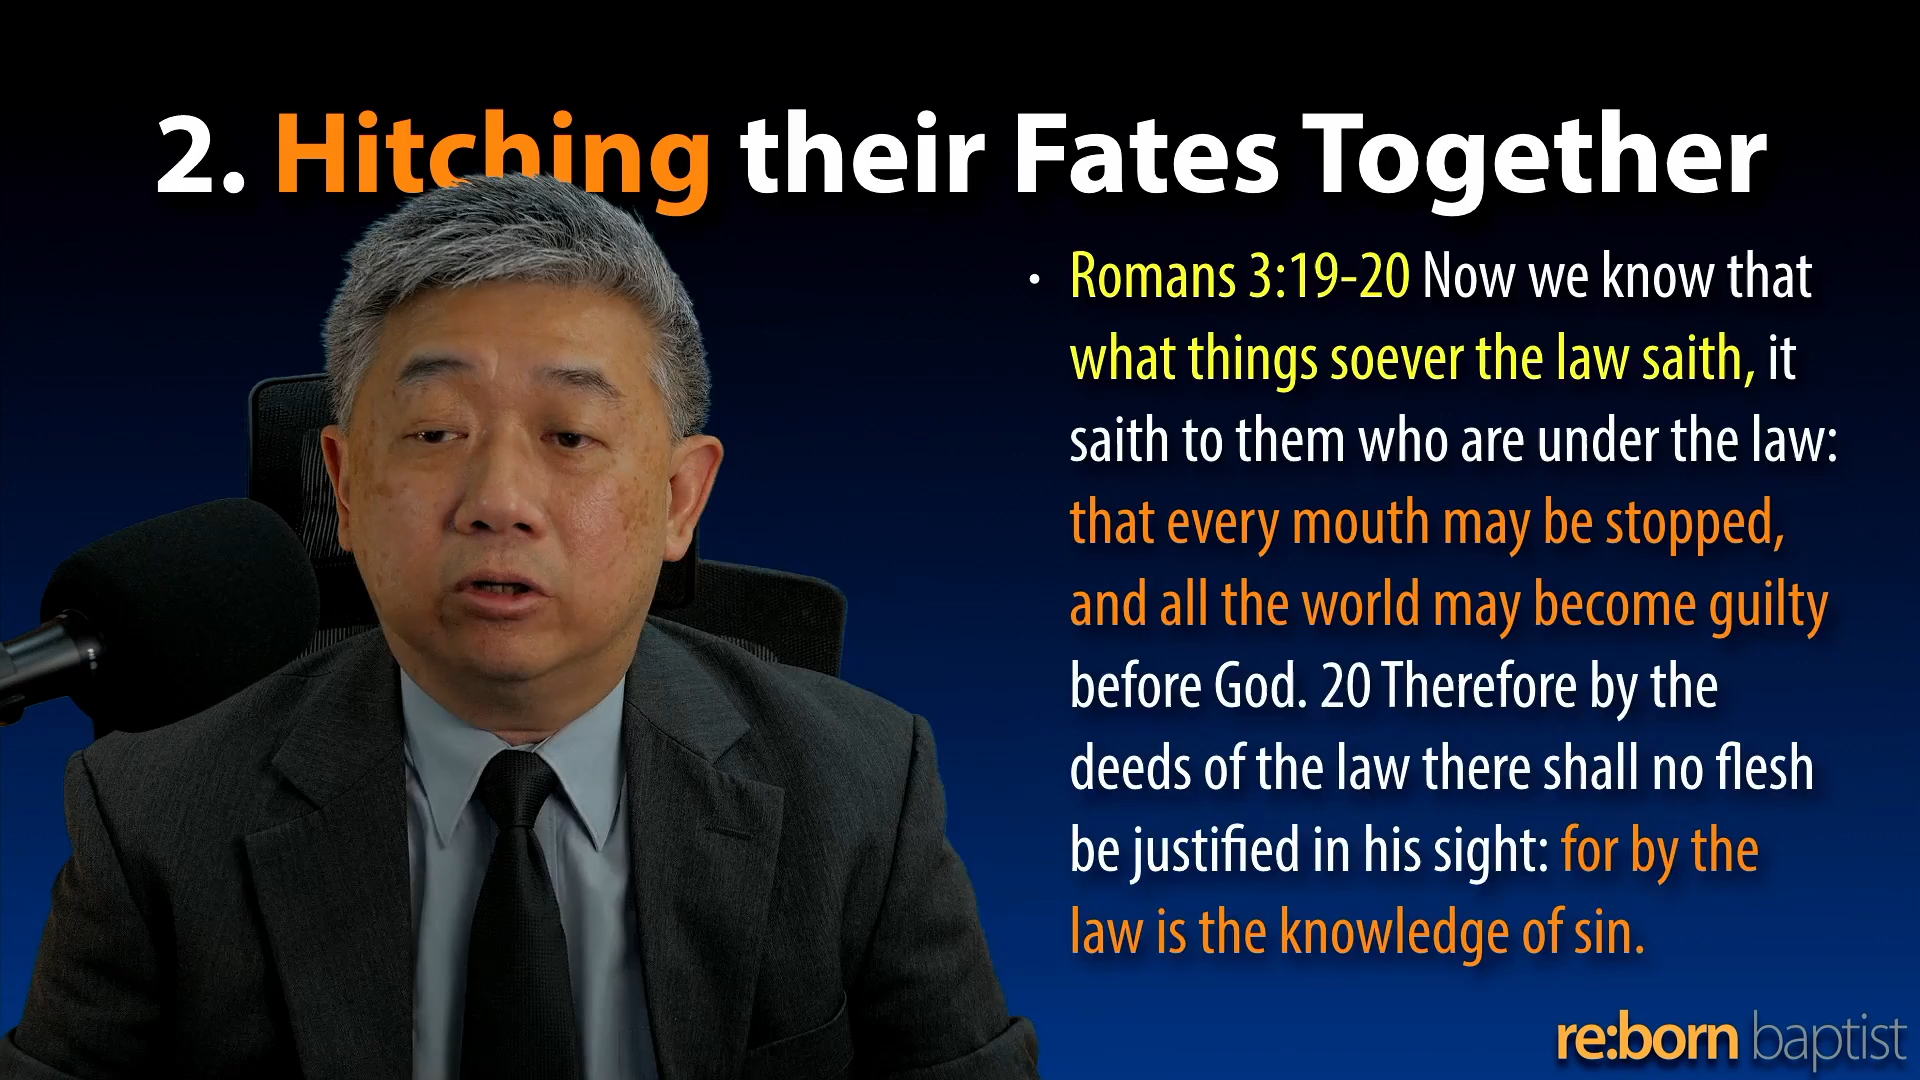 2. Hitching their Fates Together
• Romans 3:19-20 Now we know that
what things soever the law saith, it
saith to them who are under the law:
that every mouth may be stopped,
and all the world may become guilty
before God. 20 Therefore by the
deeds of the law there shall no flesh
be justified in his sight: for by the
law is the knowledge of sin.
re:born baptist